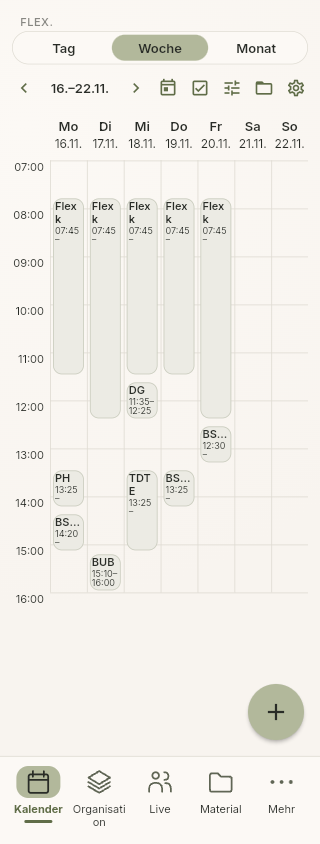 FLEX.
Tag Woche Monat
16.–22.11.
Mo Di Mi Do Fr Sa So
16.11. 17.11. 18.11. 19.11. 20.11. 21.11. 22.11.
07:00
08:00
09:00
10:00
11:00
12:00
13:00
14:00
15:00
16:00
Flex
k
07:45
–
PH
13:25
–
BS...
14:20
–
Flex
k
07:45
–
BUB
15:10–
16:00
Flex
k
07:45
–
DG
11:35–
12:25
TDT
E
13:25
–
Flex
k
07:45
–
BS...
13:25
–
Flex
k
07:45
–
BS...
12:30
–
Kalender Organisati
on
Live Material Mehr